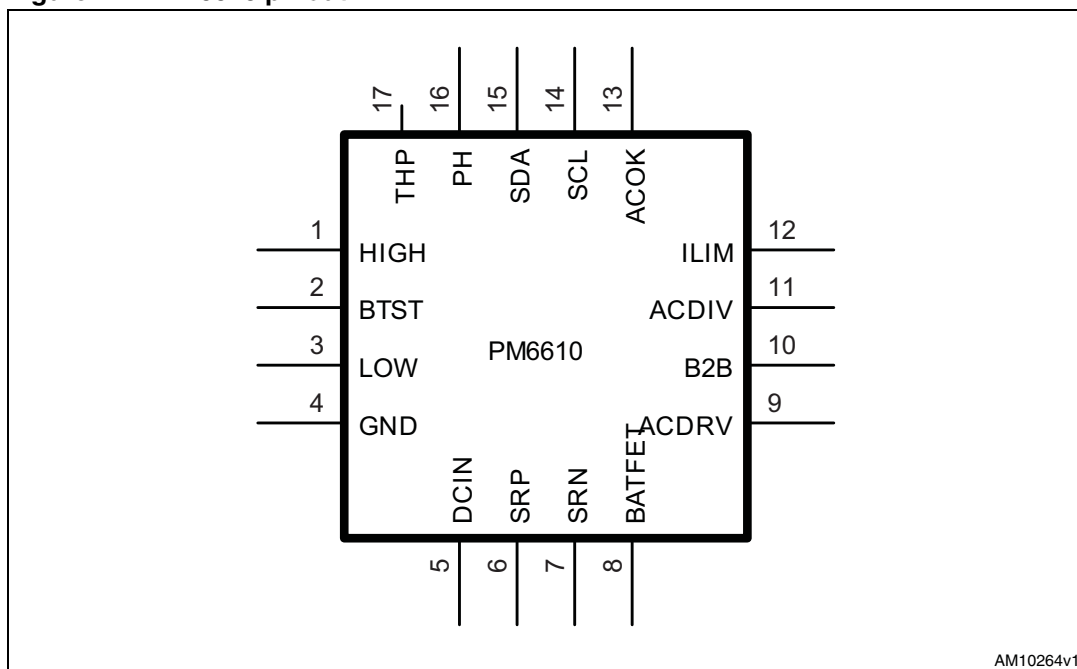 17
16
15
14
13
THP
PH
SDA
SCL
ACOK
1
HIGH
2
BTST
3
LOW
4
GND
PM6610
12
ILIM
11
ACDIV
10
B2B
9
ACDRV
DCIN
SRP
SRN
BATFET
5
6
7
8
AM10264v1